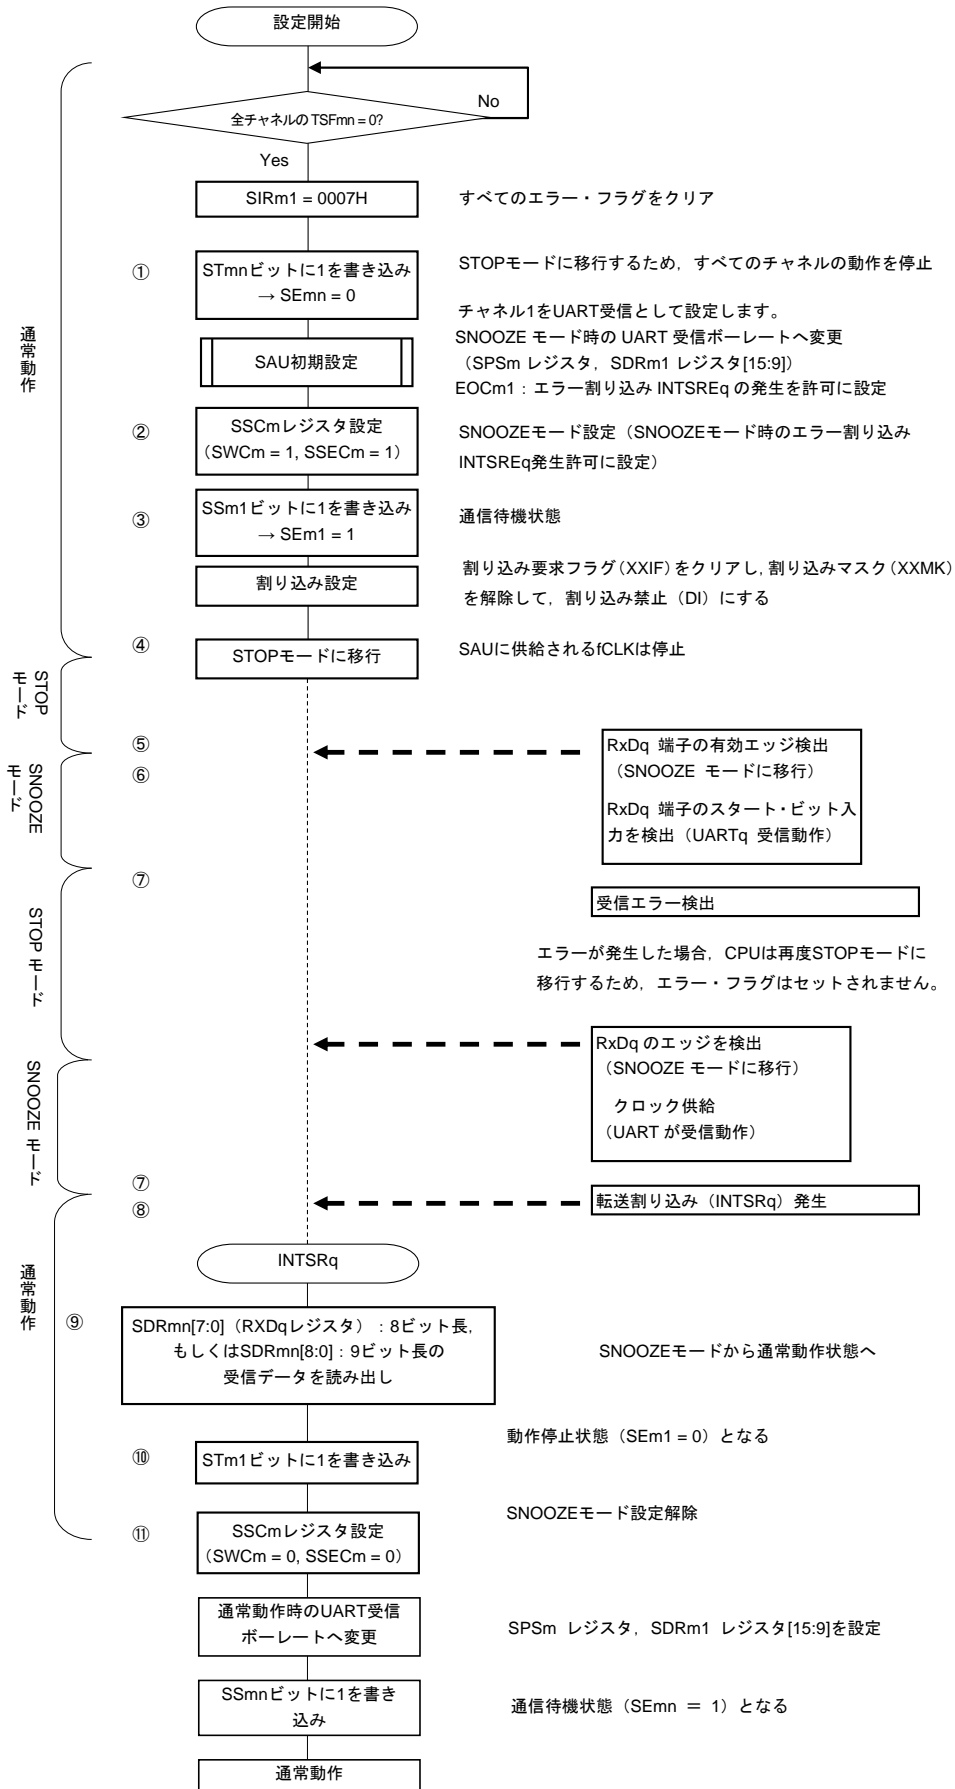 設定開始
No
全チャネルの TSFmn = 0?
Yes
SIRm1 = 0007H
すべてのエラー・フラグをクリア
①
STmnビットに1を書き込み
→ SEmn = 0
STOPモードに移行するため，すべてのチャネルの動作を停止
通常動作
SAU初期設定
チャネル1をUART受信として設定します。
SNOOZE モード時の UART 受信ボーレートへ変更
（SPSm レジスタ，SDRm1 レジスタ[15:9]）
EOCm1：エラー割り込み INTSREq の発生を許可に設定
②
SSCmレジスタ設定
（SWCm = 1, SSECm = 1）
SNOOZEモード設定（SNOOZEモード時のエラー割り込み
INTSREq発生許可に設定）
③
SSm1ビットに1を書き込み
→ SEm1 = 1
通信待機状態
割り込み設定
割り込み要求フラグ（XXIF）をクリアし，割り込みマスク（XXMK）
を解除して，割り込み禁止（DI）にする
④
STOPモードに移行
SAUに供給されるfCLKは停止
STOP
モード
⑤
⑥
SNOOZE
モード
RxDq 端子の有効エッジ検出
（SNOOZE モードに移行）
RxDq 端子のスタート・ビット入
力を検出（UARTq 受信動作）
⑦
受信エラー検出
STOP モード
エラーが発生した場合，CPUは再度STOPモードに
移行するため，エラー・フラグはセットされません。
RxDq のエッジを検出
（SNOOZE モードに移行）
クロック供給
（UART が受信動作）
SNOOZE モード
⑦
⑧
転送割り込み（INTSRq）発生
INTSRq
通常動作
⑨
SDRmn[7:0]（RXDqレジスタ）：8ビット長，
もしくはSDRmn[8:0]：9ビット長の
受信データを読み出し
SNOOZEモードから通常動作状態へ
⑩
STm1ビットに1を書き込み
動作停止状態（SEm1 = 0）となる
⑪
SSCmレジスタ設定
（SWCm = 0, SSECm = 0）
SNOOZEモード設定解除
通常動作時のUART受信
ボーレートへ変更
SPSm レジスタ，SDRm1 レジスタ[15:9]を設定
SSmnビットに1を書き
込み
通信待機状態（SEmn ＝ 1）となる
通常動作